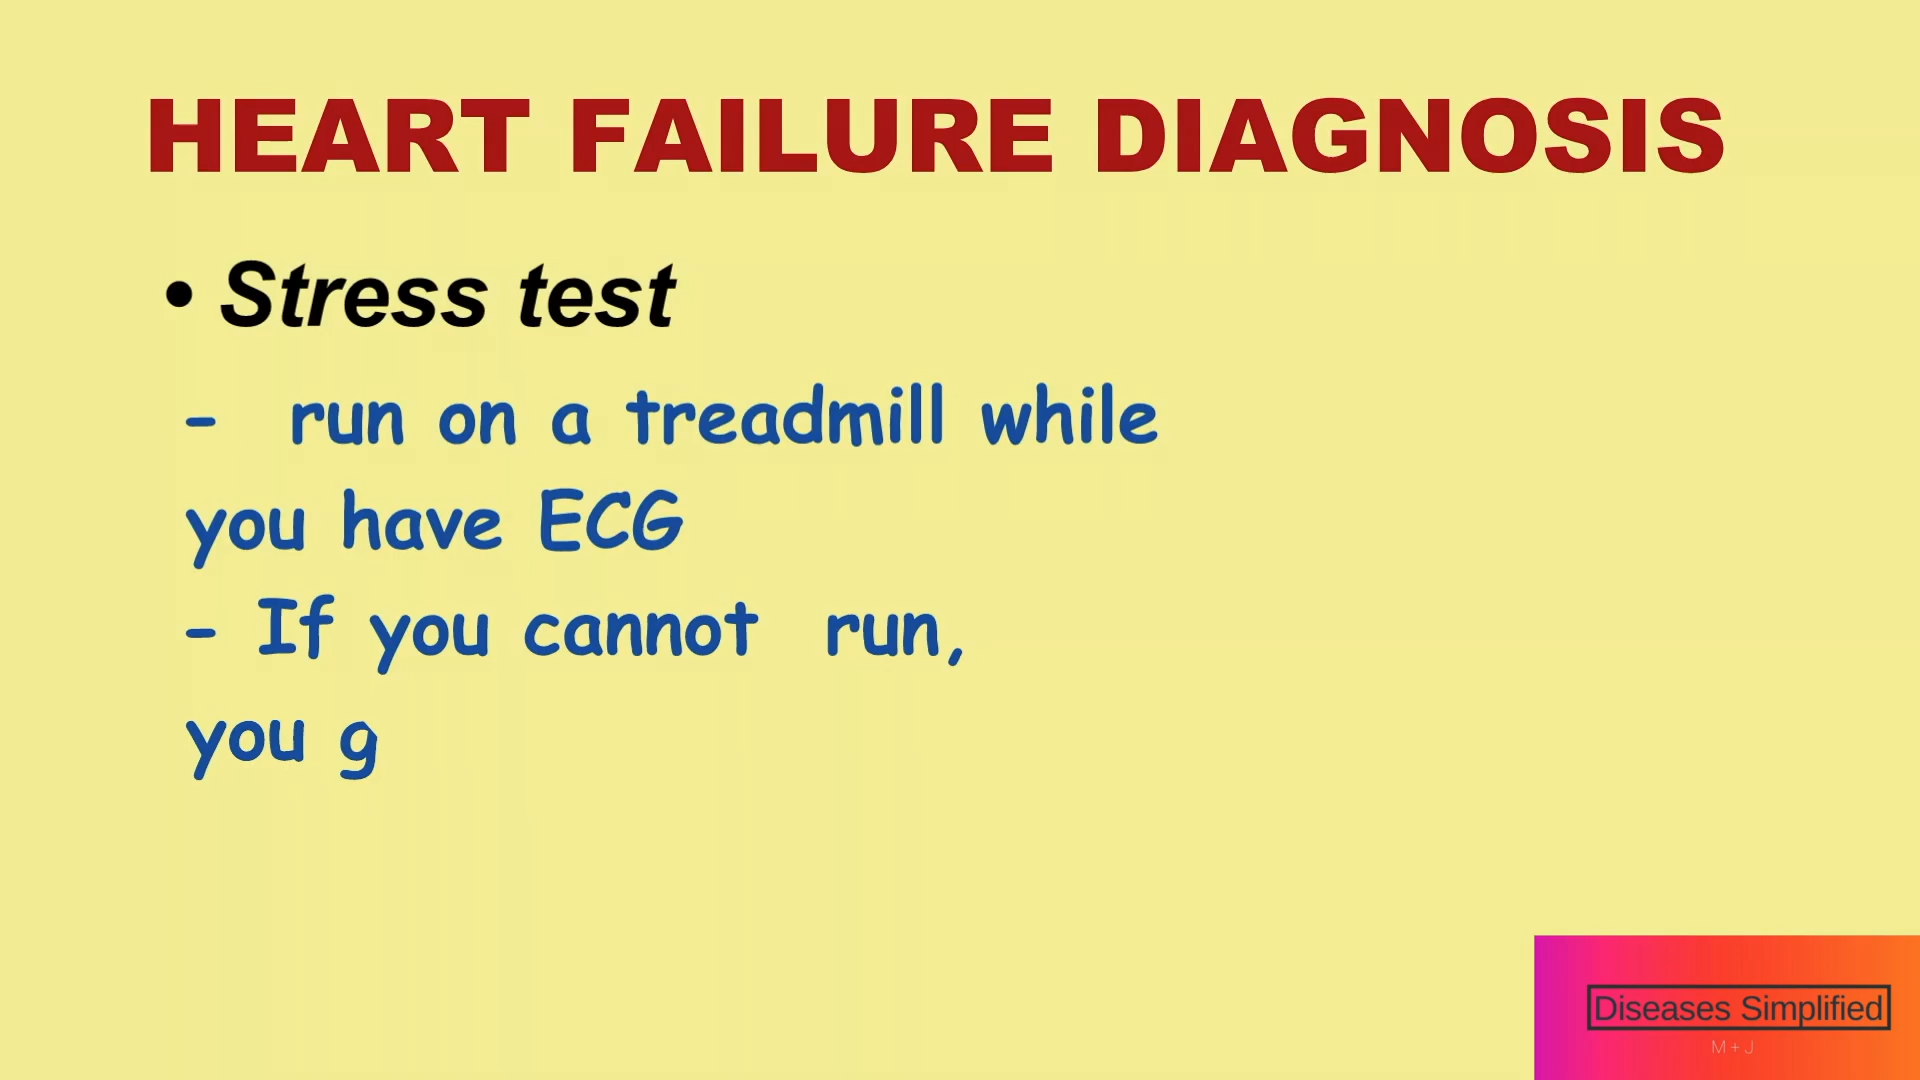 HEART FAILURE DIAGNOSIS
• Stress test
- run on a treadmill while
you have ECG
- If you cannot run,
you g
Diseases Simplified
M + J